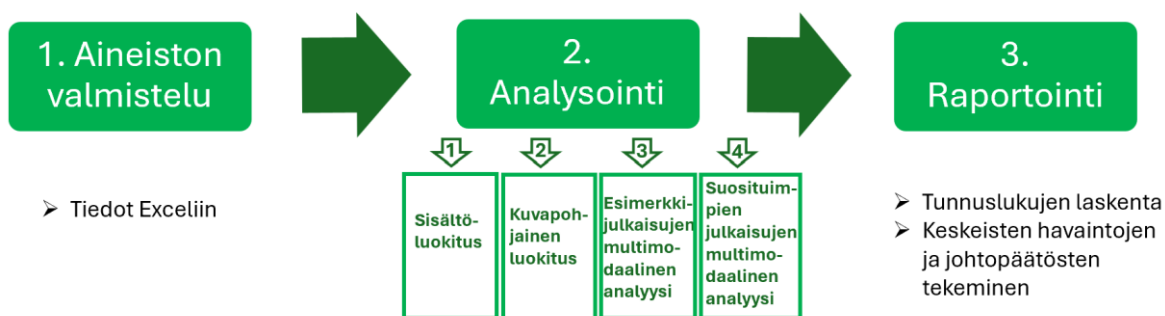 1. Aineiston
valmistelu
➢ Tiedot Exceliin
2.
Analysointi
1
Sisältö-
luokitus
2
Kuvapoh-
jainen
luokitus
3
Esimerkki-
julkaisujen
multimo-
daalinen
analyysi
4
Suosituim-
pien
julkaisujen
multimo-
daalinen
analyysi
3.
Raportointi
➢ Tunnuslukujen laskenta
➢ Keskeisten havaintojen
ja johtopäätösten
tekeminen